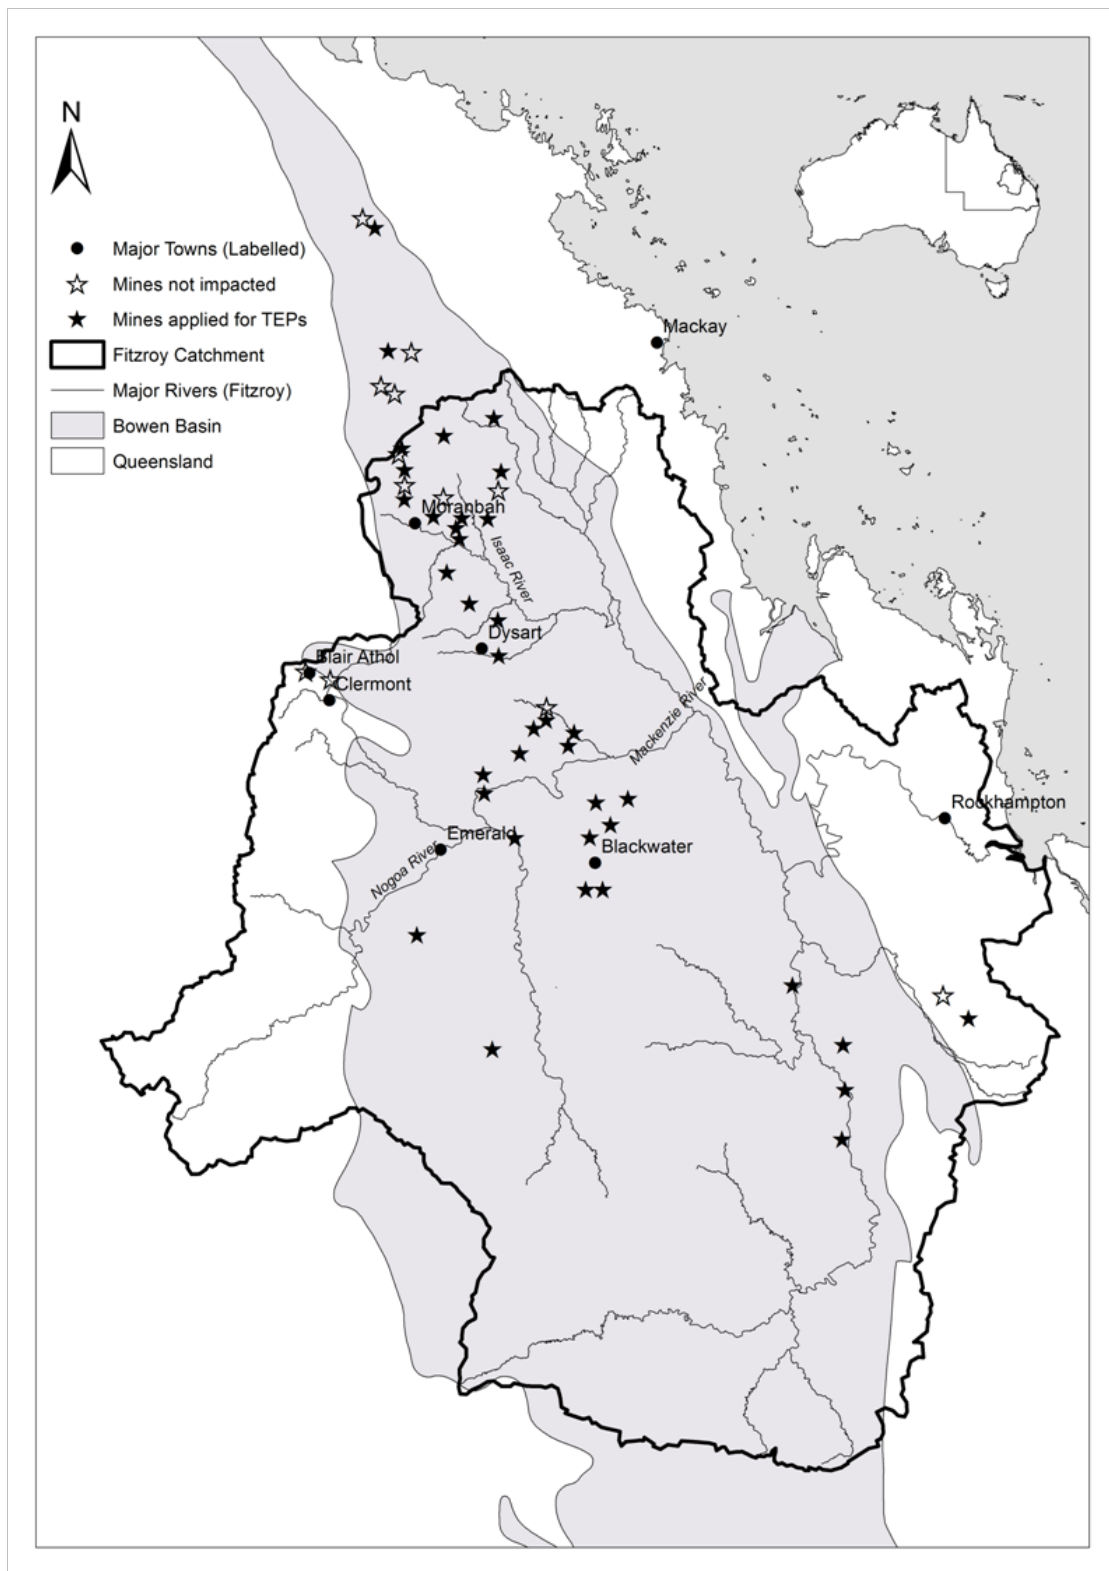 N
Major Towns (Labelled)
Mines not impacted
Mines applied for TEPs
Fitzroy Catchment
Major Rivers (Fitzroy)
Bowen Basin
Queensland
Mackay
Moranbah
Isaac River
Dysart
Blair Athol
Clermont
Mackenzie River
Rockhampton
Emerald
Blackwater
Nogoa River